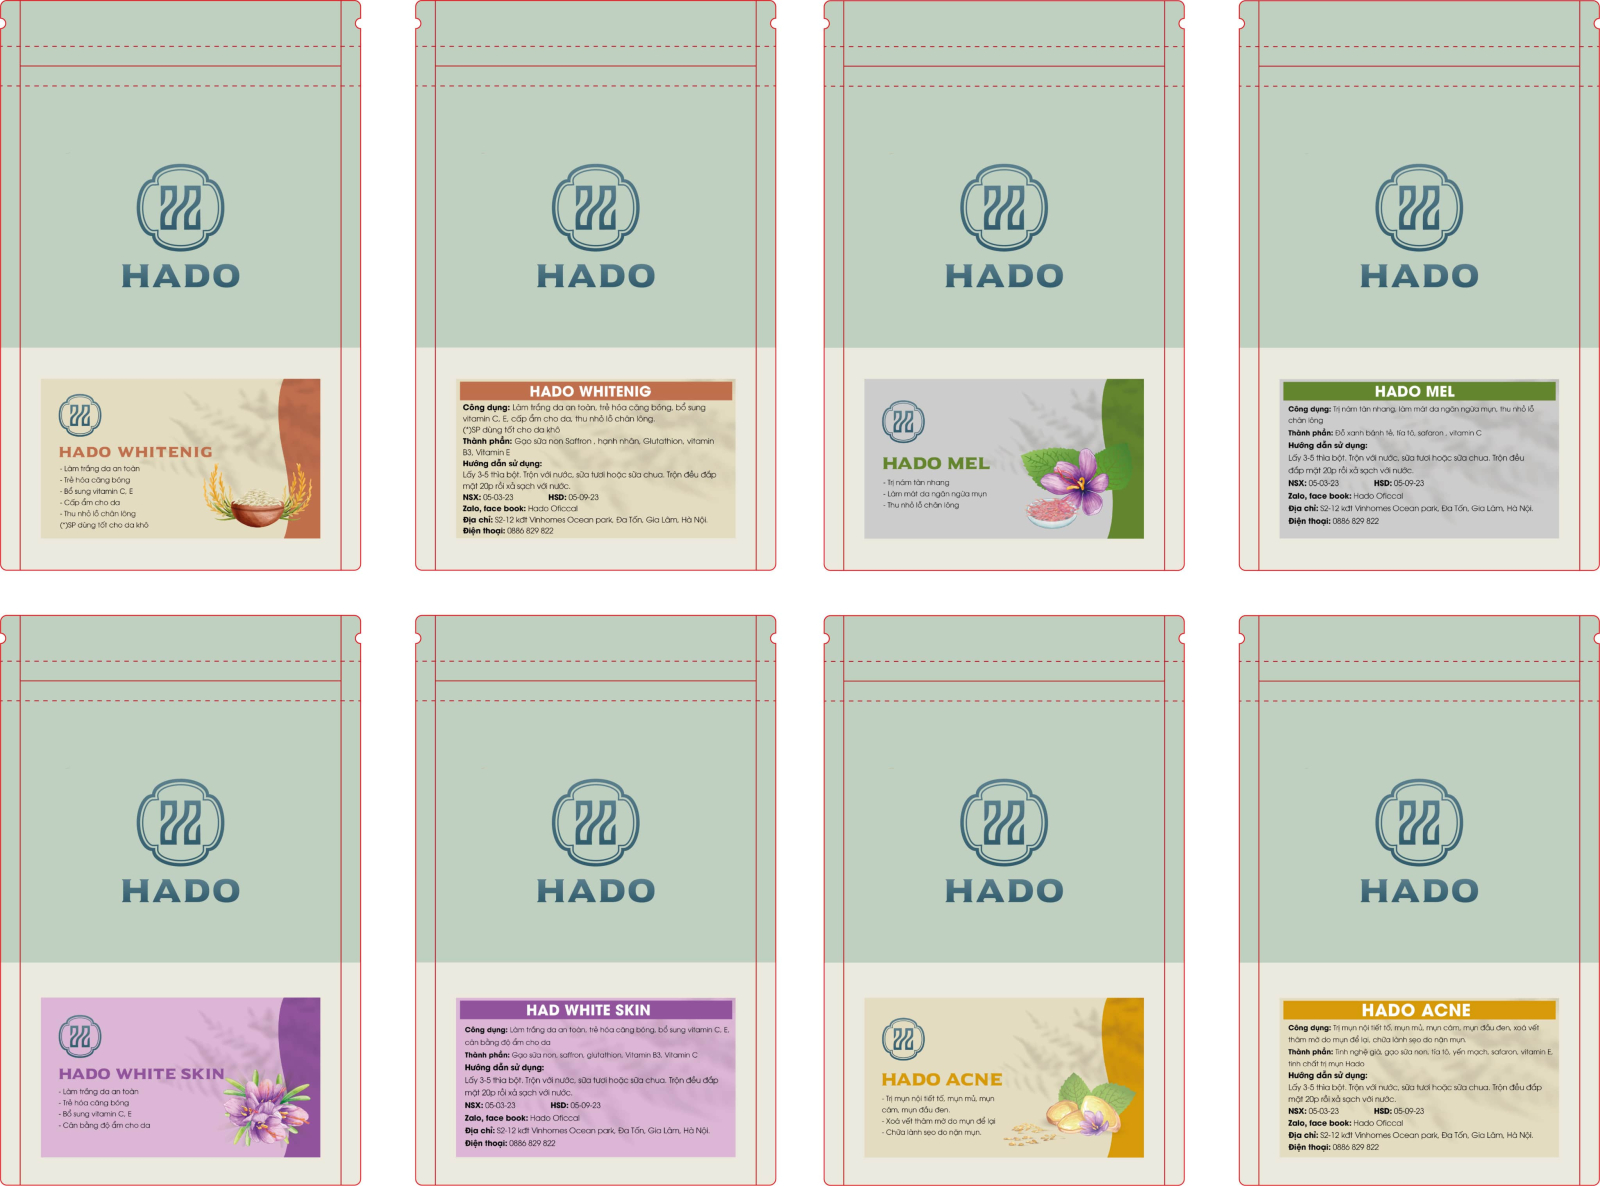 HADO
HADO WHITENIG
- Làm trắng da an toàn
- Trẻ hóa căng bóng
- Bổ sung vitamin C, E
- Cấp ẩm cho da
- Thu nhỏ lỗ chân lông
(*)SP dùng tốt cho da khô
HADO
HADO WHITENIG
Công dụng: Làm trắng da an toàn, trẻ hóa căng bóng, bổ sung
vitamin C, E, cấp ẩm cho da, thu nhỏ lỗ chân lông.
(*)SP dùng tốt cho da khô
Thành phần: Gạo sữa non Saffron , hạnh nhân, Glutathion, vitamin
B3, Vitamin E
Hướng dẫn sử dụng:
Lấy 3-5 thìa bột. Trộn với nước, sữa tươi hoặc sữa chua. Trộn đều đắp
mặt 20p rồi xả sạch với nước.
NSX: 05-03-23 HSD: 05-09-23
Zalo, face book: Hado Oficcal
Địa chỉ: S2-12 kđt Vinhomes Ocean park, Đa Tốn, Gia Lâm, Hà Nội.
Điện thoại: 0886 829 822
HADO
HADO MEL
- Trị nám tàn nhang
- Làm mát da ngăn ngừa mụn
- Thu nhỏ lỗ chân lông
HADO
HADO MEL
Công dụng: Trị nám tàn nhang, làm mát da ngăn ngừa mụn, thu nhỏ lỗ
chân lông
Thành phần: Đỗ xanh bánh tẻ, tía tô, safaron , vitamin C
Hướng dẫn sử dụng:
Lấy 3-5 thìa bột. Trộn với nước, sữa tươi hoặc sữa chua. Trộn đều
đắp mặt 20p rồi xả sạch với nước.
NSX: 05-03-23 HSD: 05-09-23
Zalo, face book: Hado Oficcal
Địa chỉ: S2-12 kđt Vinhomes Ocean park, Đa Tốn, Gia Lâm, Hà Nội.
Điện thoại: 0886 829 822
HADO
HADO WHITE SKIN
- Làm trắng da an toàn
- Trẻ hóa căng bóng
- Bổ sung vitamin C, E
- Cân bằng độ ẩm cho da
HADO
HAD WHITE SKIN
Công dụng: Làm trắng da an toàn, trẻ hóa căng bóng, bổ sung vitamin C, E,
cân bằng độ ẩm cho da
Thành phần: Gạo sữa non, saffron, glutathion, Vitamin B3, Vitamin C
Hướng dẫn sử dụng:
Lấy 3-5 thìa bột. Trộn với nước, sữa tươi hoặc sữa chua. Trộn đều đắp
mặt 20p rồi xả sạch với nước.
NSX: 05-03-23 HSD: 05-09-23
Zalo, face book: Hado Oficcal
Địa chỉ: S2-12 kđt Vinhomes Ocean park, Đa Tốn, Gia Lâm, Hà Nội.
Điện thoại: 0886 829 822
HADO
HADO ACNE
- Trị mụn nội tiết tố, mụn mủ, mụn
cám, mụn đầu đen.
- Xoá vết thâm mờ do mụn để lại
- Chữa lành sẹo do nặn mụn.
HADO
HADO ACNE
Công dụng: Trị mụn nội tiết tố, mụn mủ, mụn cám, mụn đầu đen, xoá vết
thâm mờ do mụn để lại, chữa lành sẹo do nặn mụn.
Thành phần: Tinh nghệ già, gạo sữa non, tía tô, yến mạch, safaron, vitamin E,
tinh chất trị mụn Hado
Hướng dẫn sử dụng:
Lấy 3-5 thìa bột. Trộn với nước, sữa tươi hoặc sữa chua. Trộn đều đắp
mặt 20p rồi xả sạch với nước.
NSX: 05-03-23 HSD: 05-09-23
Zalo, face book: Hado Oficcal
Địa chỉ: S2-12 kđt Vinhomes Ocean park, Đa Tốn, Gia Lâm, Hà Nội.
Điện thoại: 0886 829 822